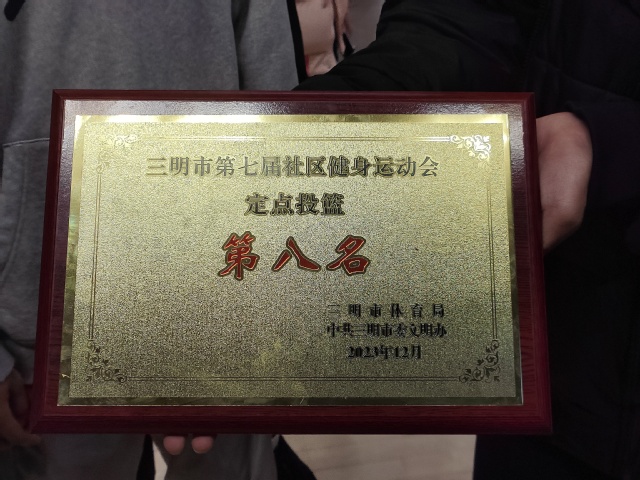 三明市第七届社区健身运动会
定点投篮
第八名
三明市体育局
中共三明市委文明办
2023年12月